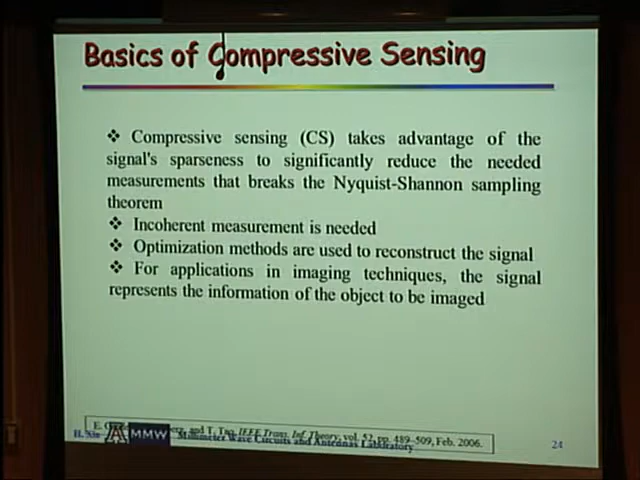 Basics of Compressive Sensing
❖ Compressive sensing (CS) takes advantage of the
signal's sparseness to significantly reduce the needed
measurements that breaks the Nyquist-Shannon sampling
theorem
❖ Incoherent measurement is needed
❖ Optimization methods are used to reconstruct the signal
❖ For applications in imaging techniques, the signal
represents the information of the object to be imaged
E. and T. Tao, IEEE Trans. Inf. Theory, vol. 52, pp. 489–509, Feb. 2006.
H. Xin A MMW Millimeter Wave Circuits and Antennas Laboratory 24